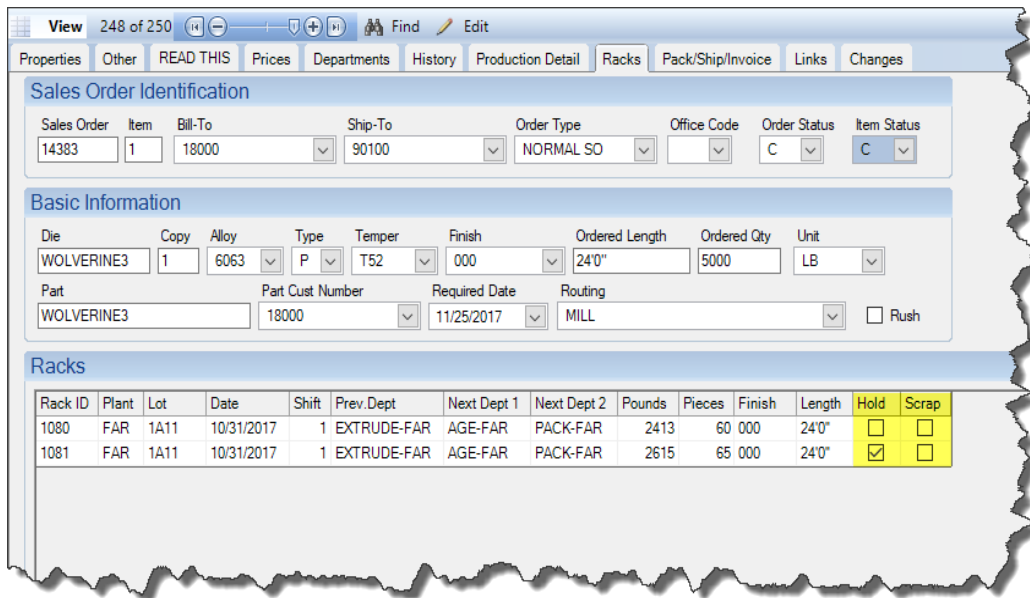 View 248 of 250 Find Edit
Properties Other READ THIS Prices Departments History Production Detail Racks Pack/Ship/Invoice Links Changes
Sales Order Identification
Sales Order Item Bill-To Ship-To Order Type Office Code Order Status Item Status
14383 1 18000 90100 NORMAL SO C C
Basic Information
Die Copy Alloy Type Temper Finish Ordered Length Ordered Qty Unit
WOLVERINE3 1 6063 P T52 000 24'0" 5000 LB
Part Part Cust Number Required Date Routing
WOLVERINE3 18000 11/25/2017 MILL Rush
Racks
Rack ID Plant Lot Date Shift Prev.Dept Next Dept 1 Next Dept 2 Pounds Pieces Finish Length Hold Scrap
1080 FAR 1A11 10/31/2017 1 EXTRUDE-FAR AGE-FAR PACK-FAR 2413 60 000 24'0"
1081 FAR 1A11 10/31/2017 1 EXTRUDE-FAR AGE-FAR PACK-FAR 2615 65 000 24'0"